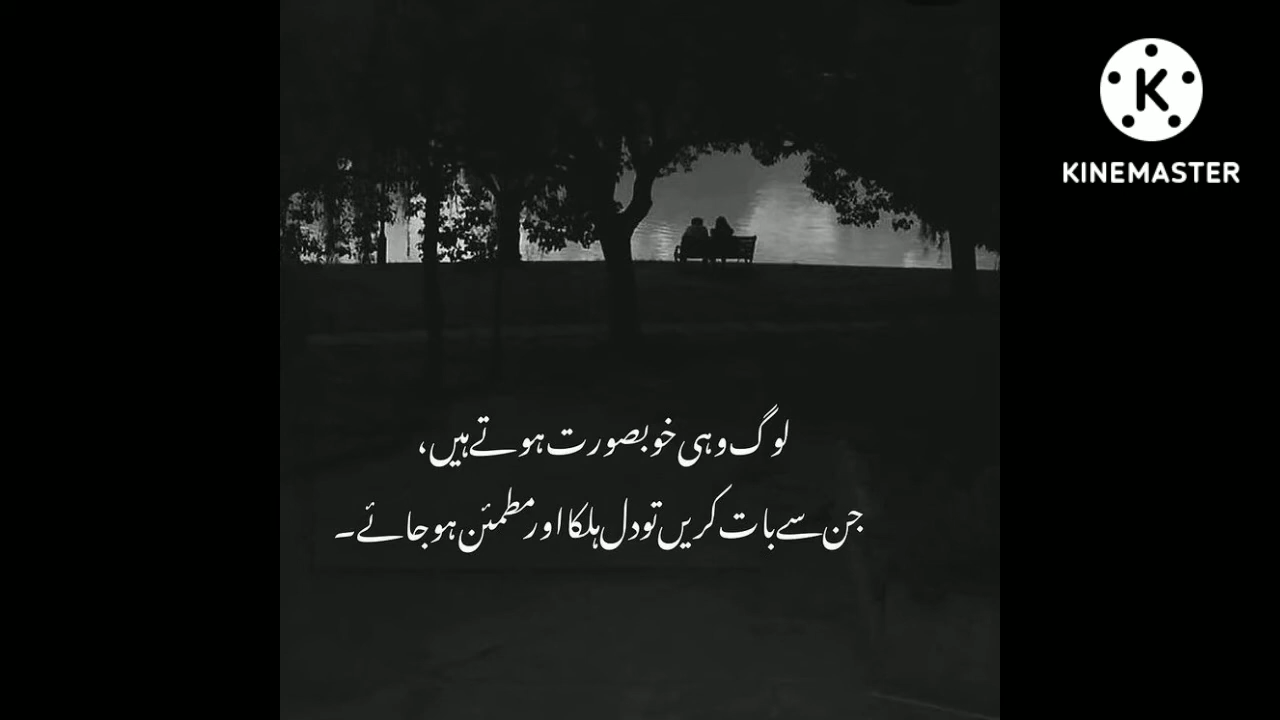 KINEMASTER
لوگ وہی خوبصورت ہوتے ہیں،
جن سے بات کریں تو دل ہلکا اور مطمئن ہو جائے۔